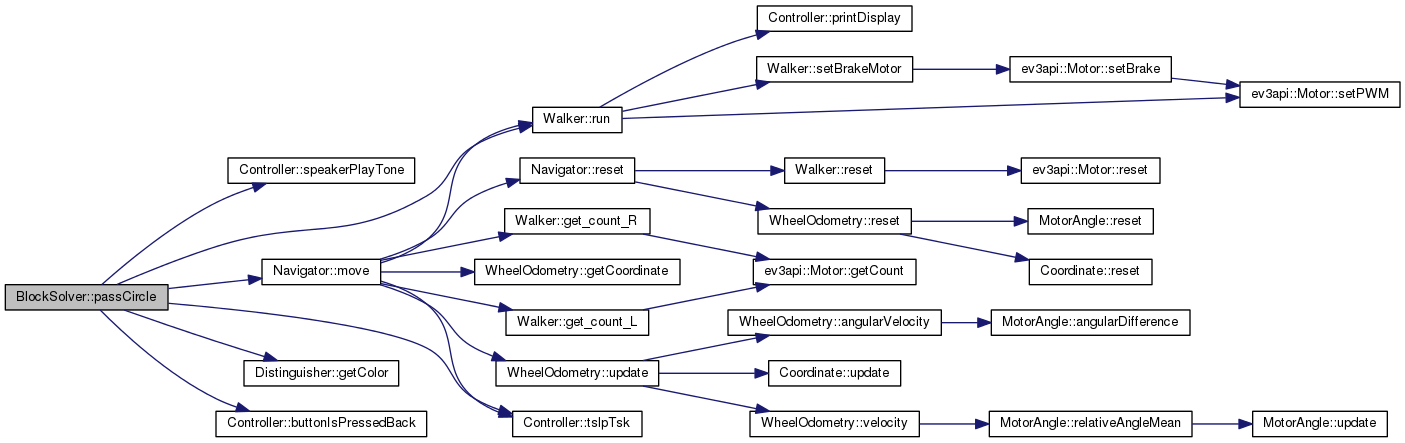 Controller::printDisplay
Walker::setBrakeMotor
ev3api::Motor::setBrake
ev3api::Motor::setPWM
Walker::run
Controller::speakerPlayTone
Navigator::reset
Walker::reset
ev3api::Motor::reset
Walker::get_count_R
WheelOdometry::reset
MotorAngle::reset
Navigator::move
WheelOdometry::getCoordinate
ev3api::Motor::getCount
Coordinate::reset
BlockSolver::passCircle
Walker::get_count_L
WheelOdometry::angularVelocity
MotorAngle::angularDifference
Distinguisher::getColor
WheelOdometry::update
Coordinate::update
Controller::buttonIsPressedBack
Controller::tslpTsk
WheelOdometry::velocity
MotorAngle::relativeAngleMean
MotorAngle::update